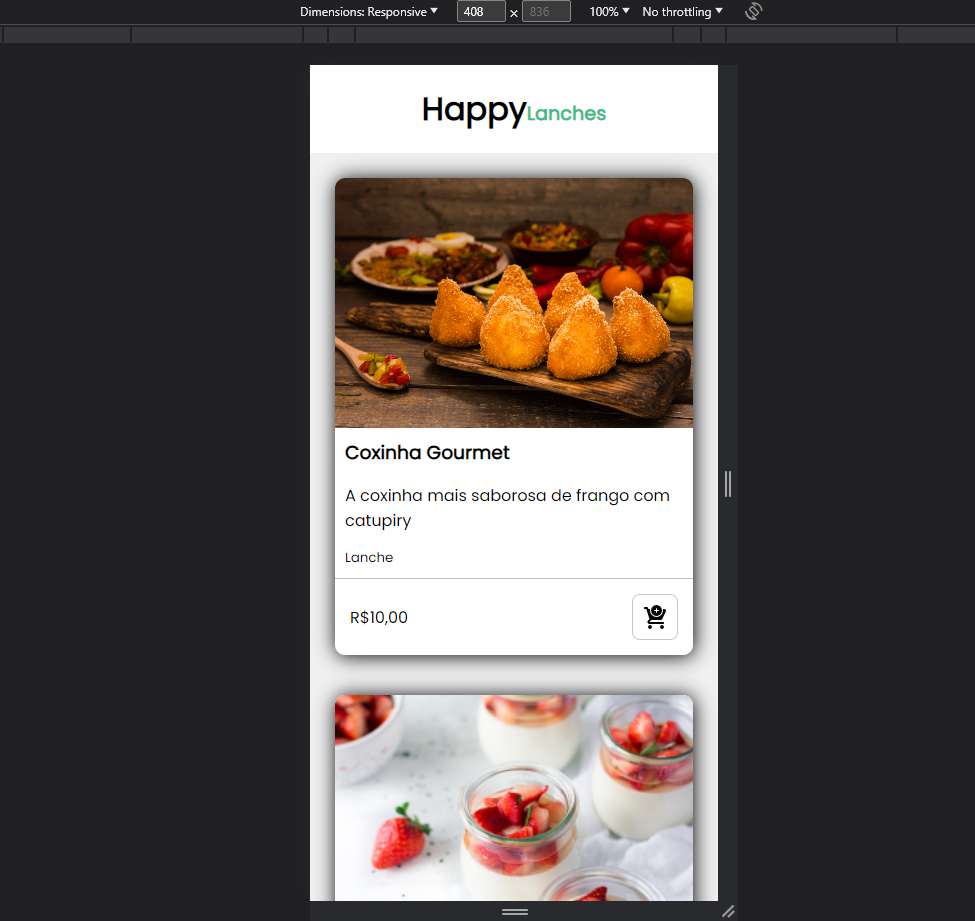 Dimensions: Responsive 408 × 836 100% No throttling
HappyLanches
Coxinha Gourmet
A coxinha mais saborosa de frango com
catupiry
Lanche
R$10,00